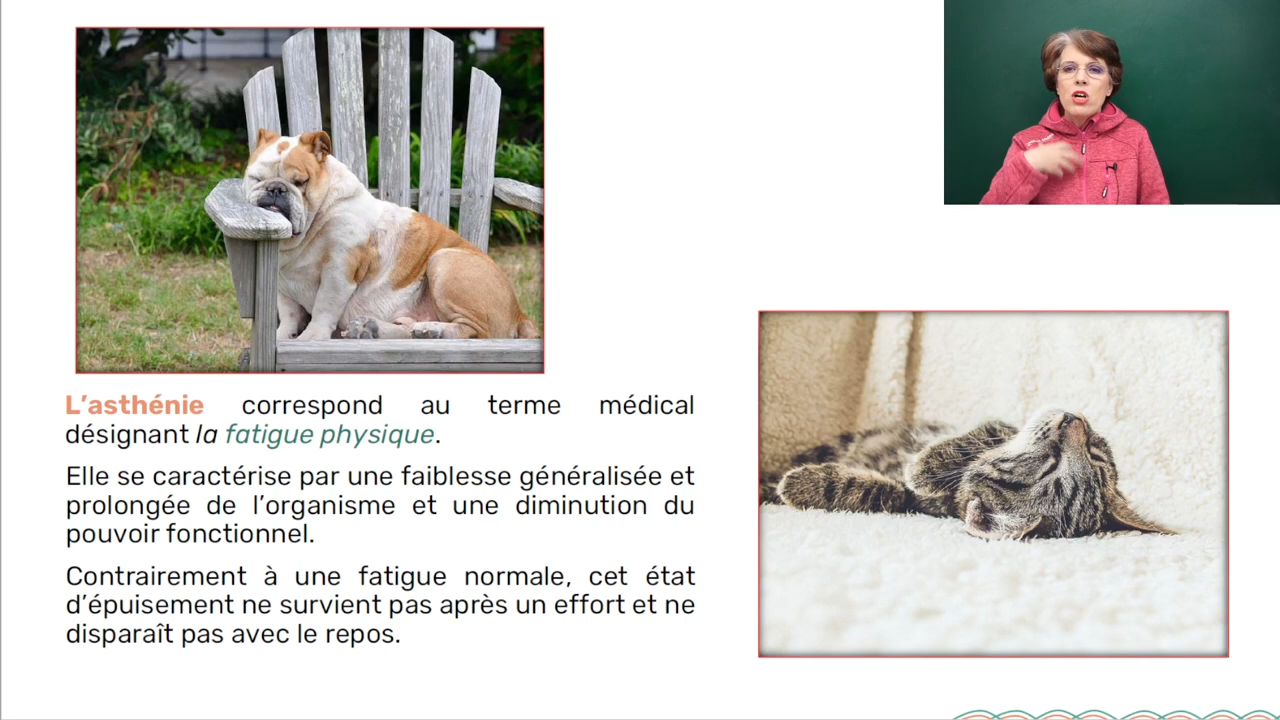 L’asthénie correspond au terme médical
désignant la fatigue physique.
Elle se caractérise par une faiblesse généralisée et
prolongée de l’organisme et une diminution du
pouvoir fonctionnel.
Contrairement à une fatigue normale, cet état
d’épuisement ne survient pas après un effort et ne
disparaît pas avec le repos.